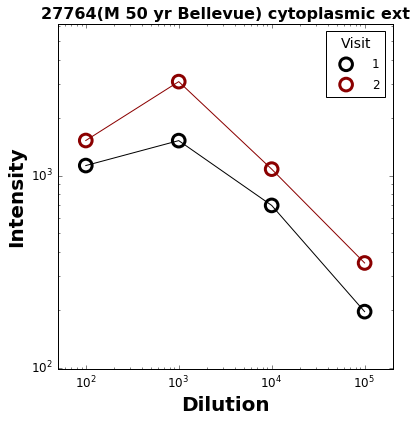 27764(M 50 yr Bellevue) cytoplasmic ext
Visit
1
2
Intensity
10³
10²
10² 10³ 10⁴ 10⁵
Dilution